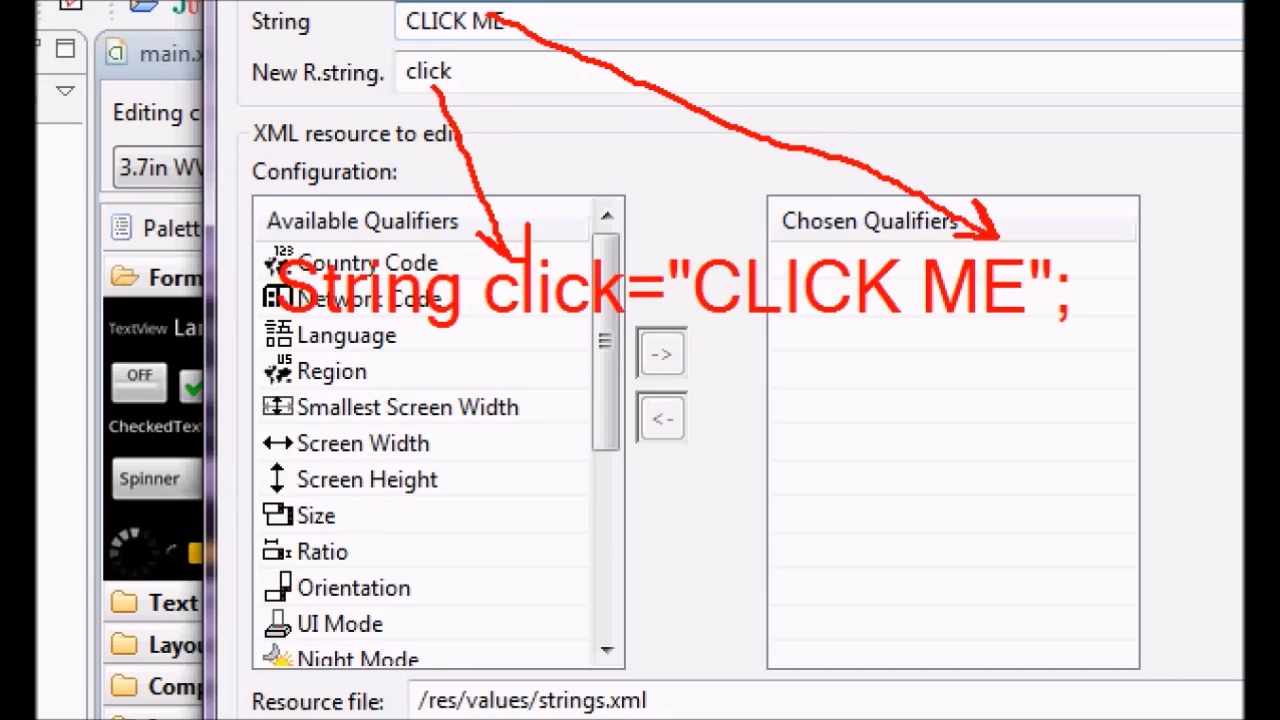 String CLICK ME
New R.string. click
main.x
Editing c
XML resource to edit
3.7in WV
Configuration:
Palett
Available Qualifiers
Chosen Qualifiers
Form
Country Code
String click="CLICK ME";
Network Code
TextView Lar
Language
->
OFF
Region
Smallest Screen Width
<-
CheckedText
Screen Width
Spinner
Screen Height
Size
Ratio
Orientation
Text
UI Mode
Layou
Night Mode
Comp
Resource file: /res/values/strings.xml